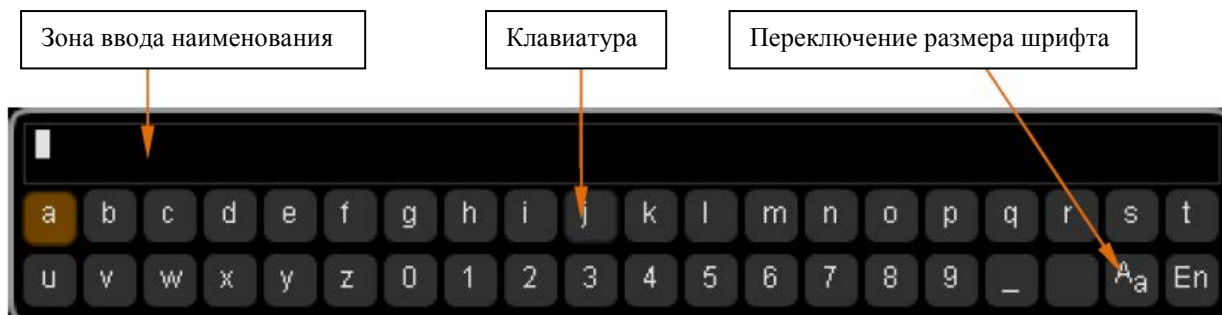 Зона ввода наименования Клавиатура Переключение размера шрифта
a b c d e f g h i j k l m n o p q r s t
u v w x y z 0 1 2 3 4 5 6 7 8 9 _ Aa En